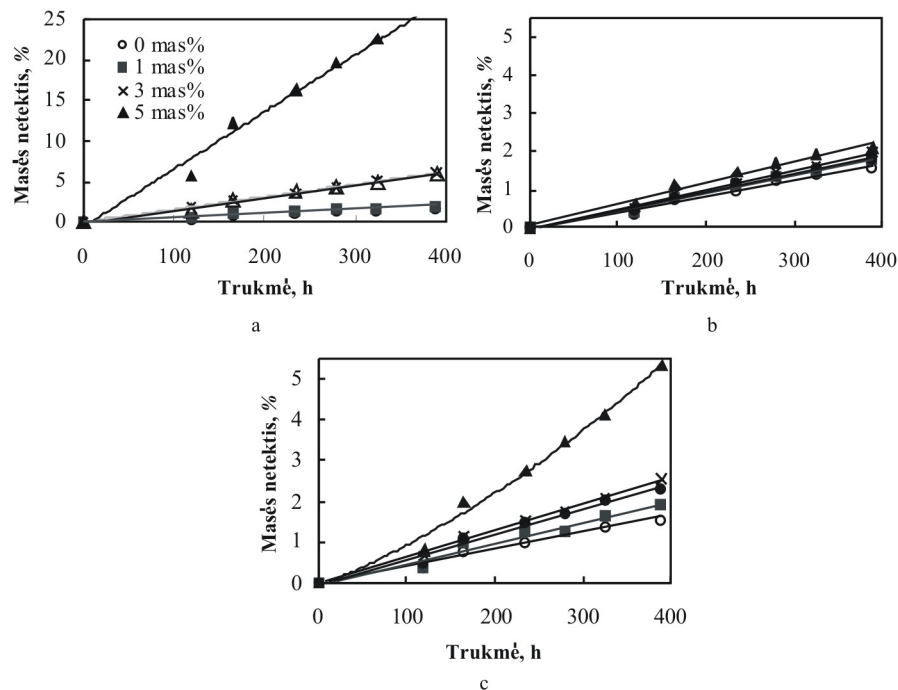 25
20
15
10
5
0
Masės netektis, %
0 mas%
1 mas%
3 mas%
5 mas%
0 100 200 300 400
Trukmė, h
a
5
4
3
2
1
0
Masės netektis, %
0 100 200 300 400
Trukmė, h
b
5
4
3
2
1
0
Masės netektis, %
0 100 200 300 400
Trukmė, h
c